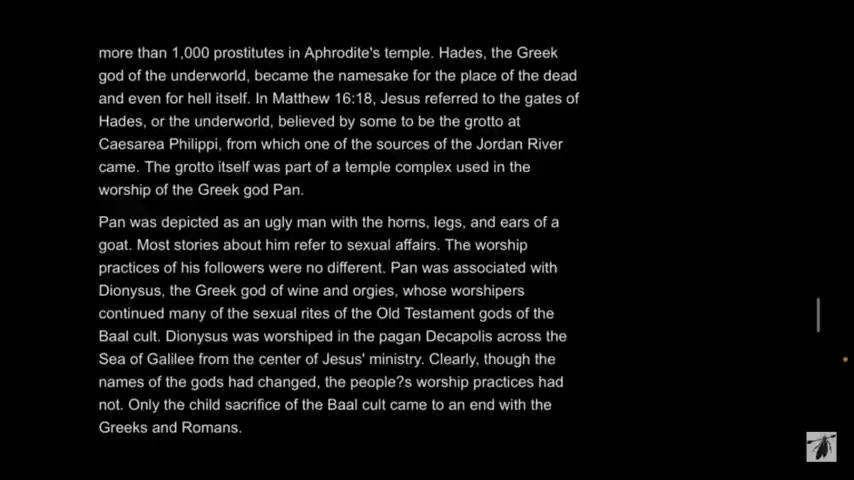 more than 1,000 prostitutes in Aphrodite's temple. Hades, the Greek
god of the underworld, became the namesake for the place of the dead
and even for hell itself. In Matthew 16:18, Jesus referred to the gates of
Hades, or the underworld, believed by some to be the grotto at
Caesarea Philippi, from which one of the sources of the Jordan River
came. The grotto itself was part of a temple complex used in the
worship of the Greek god Pan.
Pan was depicted as an ugly man with the horns, legs, and ears of a
goat. Most stories about him refer to sexual affairs. The worship
practices of his followers were no different. Pan was associated with
Dionysus, the Greek god of wine and orgies, whose worshipers
continued many of the sexual rites of the Old Testament gods of the
Baal cult. Dionysus was worshiped in the pagan Decapolis across the
Sea of Galilee from the center of Jesus' ministry. Clearly, though the
names of the gods had changed, the people?s worship practices had
not. Only the child sacrifice of the Baal cult came to an end with the
Greeks and Romans.